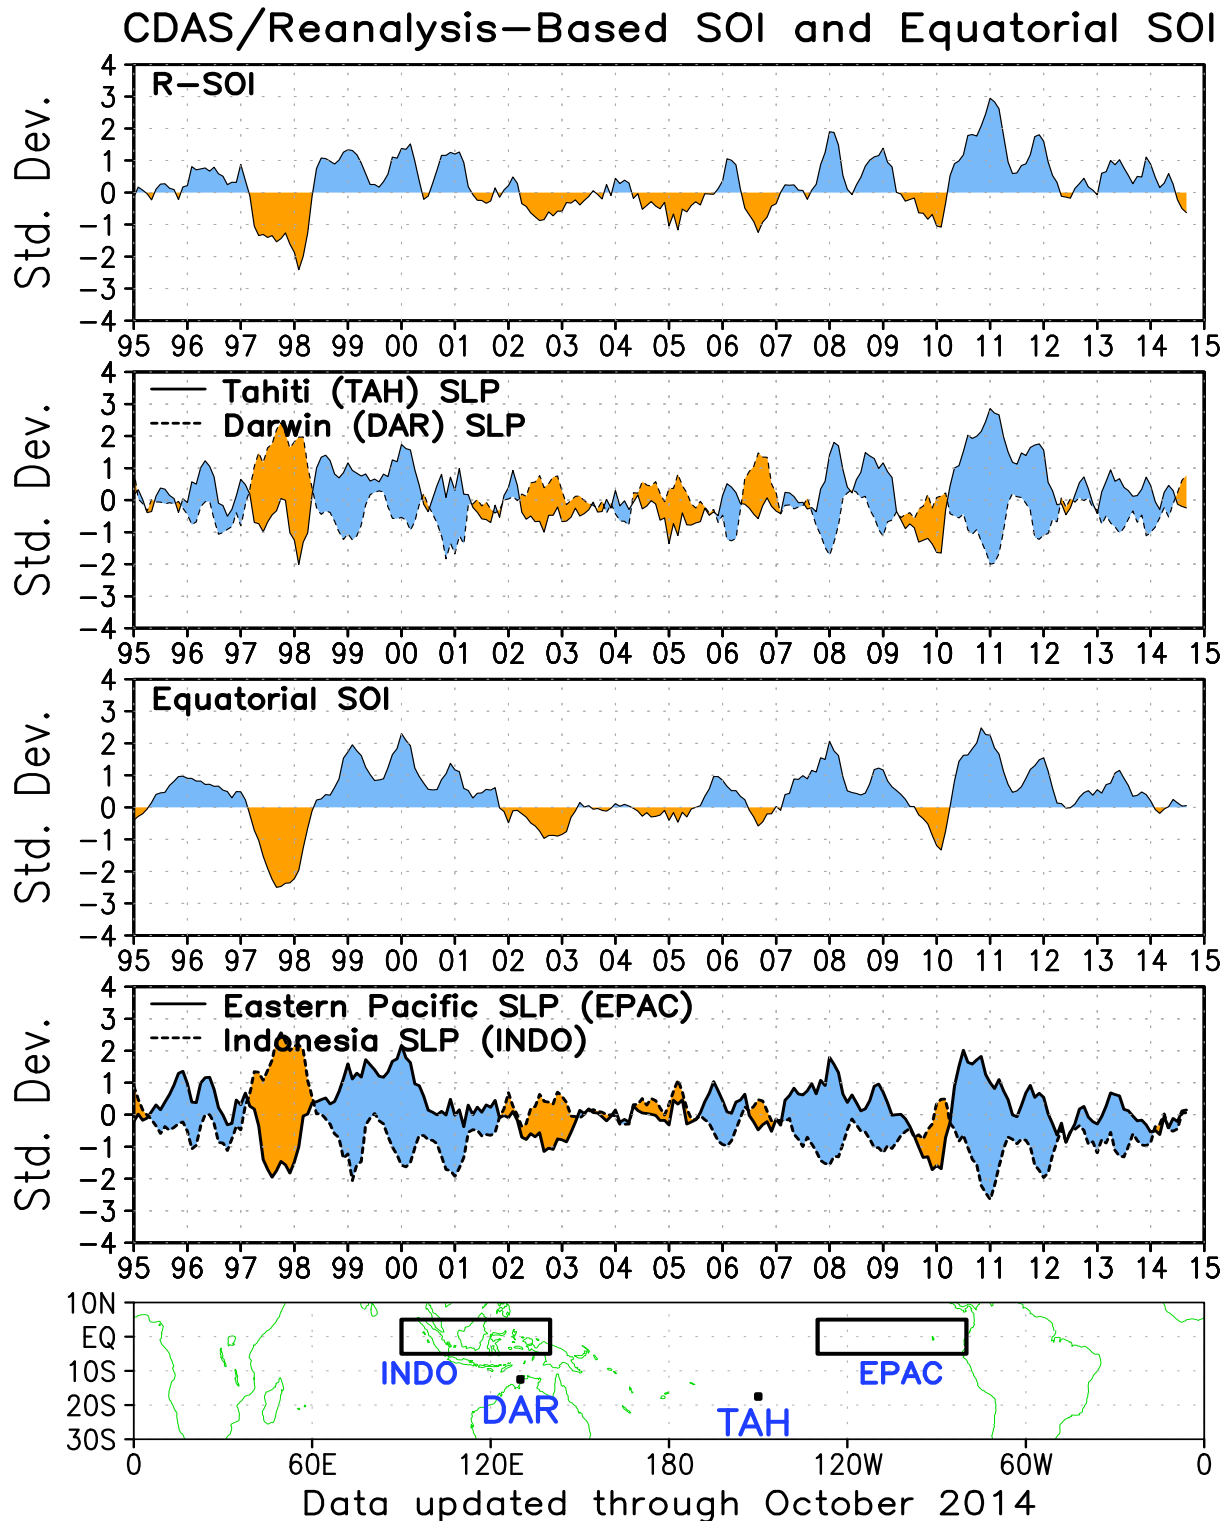 CDAS/Reanalysis-Based SOI and Equatorial SOI
4
R-SOI
3
2
1
0
-1
-2
-3
-4
Std. Dev.
95 96 97 98 99 00 01 02 03 04 05 06 07 08 09 10 11 12 13 14 15
4
Tahiti (TAH) SLP
3
Darwin (DAR) SLP
2
1
0
-1
-2
-3
-4
Std. Dev.
95 96 97 98 99 00 01 02 03 04 05 06 07 08 09 10 11 12 13 14 15
4
Equatorial SOI
3
2
1
0
-1
-2
-3
-4
Std. Dev.
95 96 97 98 99 00 01 02 03 04 05 06 07 08 09 10 11 12 13 14 15
4
Eastern Pacific SLP (EPAC)
3
Indonesia SLP (INDO)
2
1
0
-1
-2
-3
-4
Std. Dev.
95 96 97 98 99 00 01 02 03 04 05 06 07 08 09 10 11 12 13 14 15
10N
EQ
10S
20S
30S
INDO
EPAC
DAR
TAH
0 60E 120E 180 120W 60W 0
Data updated through October 2014